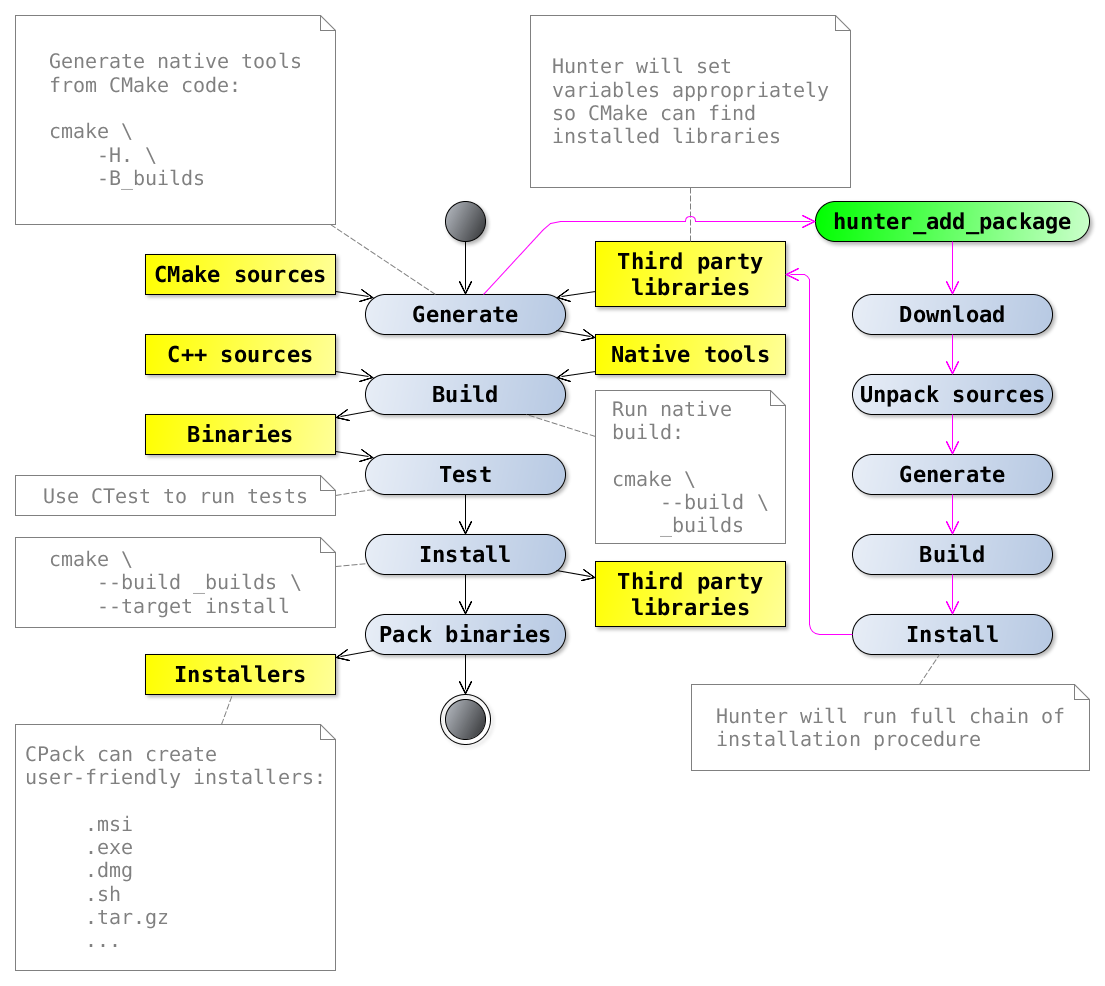 Generate native tools
from CMake code:
cmake \
    -H. \
    -B_builds
Hunter will set
variables appropriately
so CMake can find
installed libraries
hunter_add_package
CMake sources
Third party
libraries
Generate
Download
C++ sources
Native tools
Build
Unpack sources
Binaries
Run native
build:
cmake \
    --build \
    _builds
Test
Generate
Use CTest to run tests
cmake \
    --build _builds \
    --target install
Install
Build
Third party
libraries
Pack binaries
Install
Installers
Hunter will run full chain of
installation procedure
CPack can create
user-friendly installers:
.msi
.exe
.dmg
.sh
.tar.gz
...